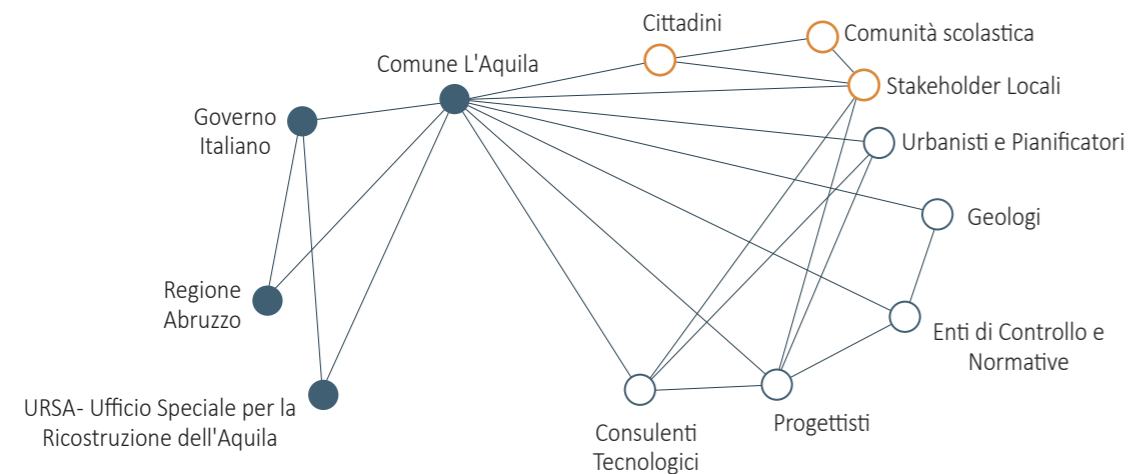 Cittadini
Comunità scolastica
Comune L'Aquila
Stakeholder Locali
Governo
Italiano
Urbanisti e Pianificatori
Geologi
Regione
Abruzzo
Enti di Controllo e
Normative
URSA- Ufficio Speciale per la
Ricostruzione dell'Aquila
Progettisti
Consulenti
Tecnologici